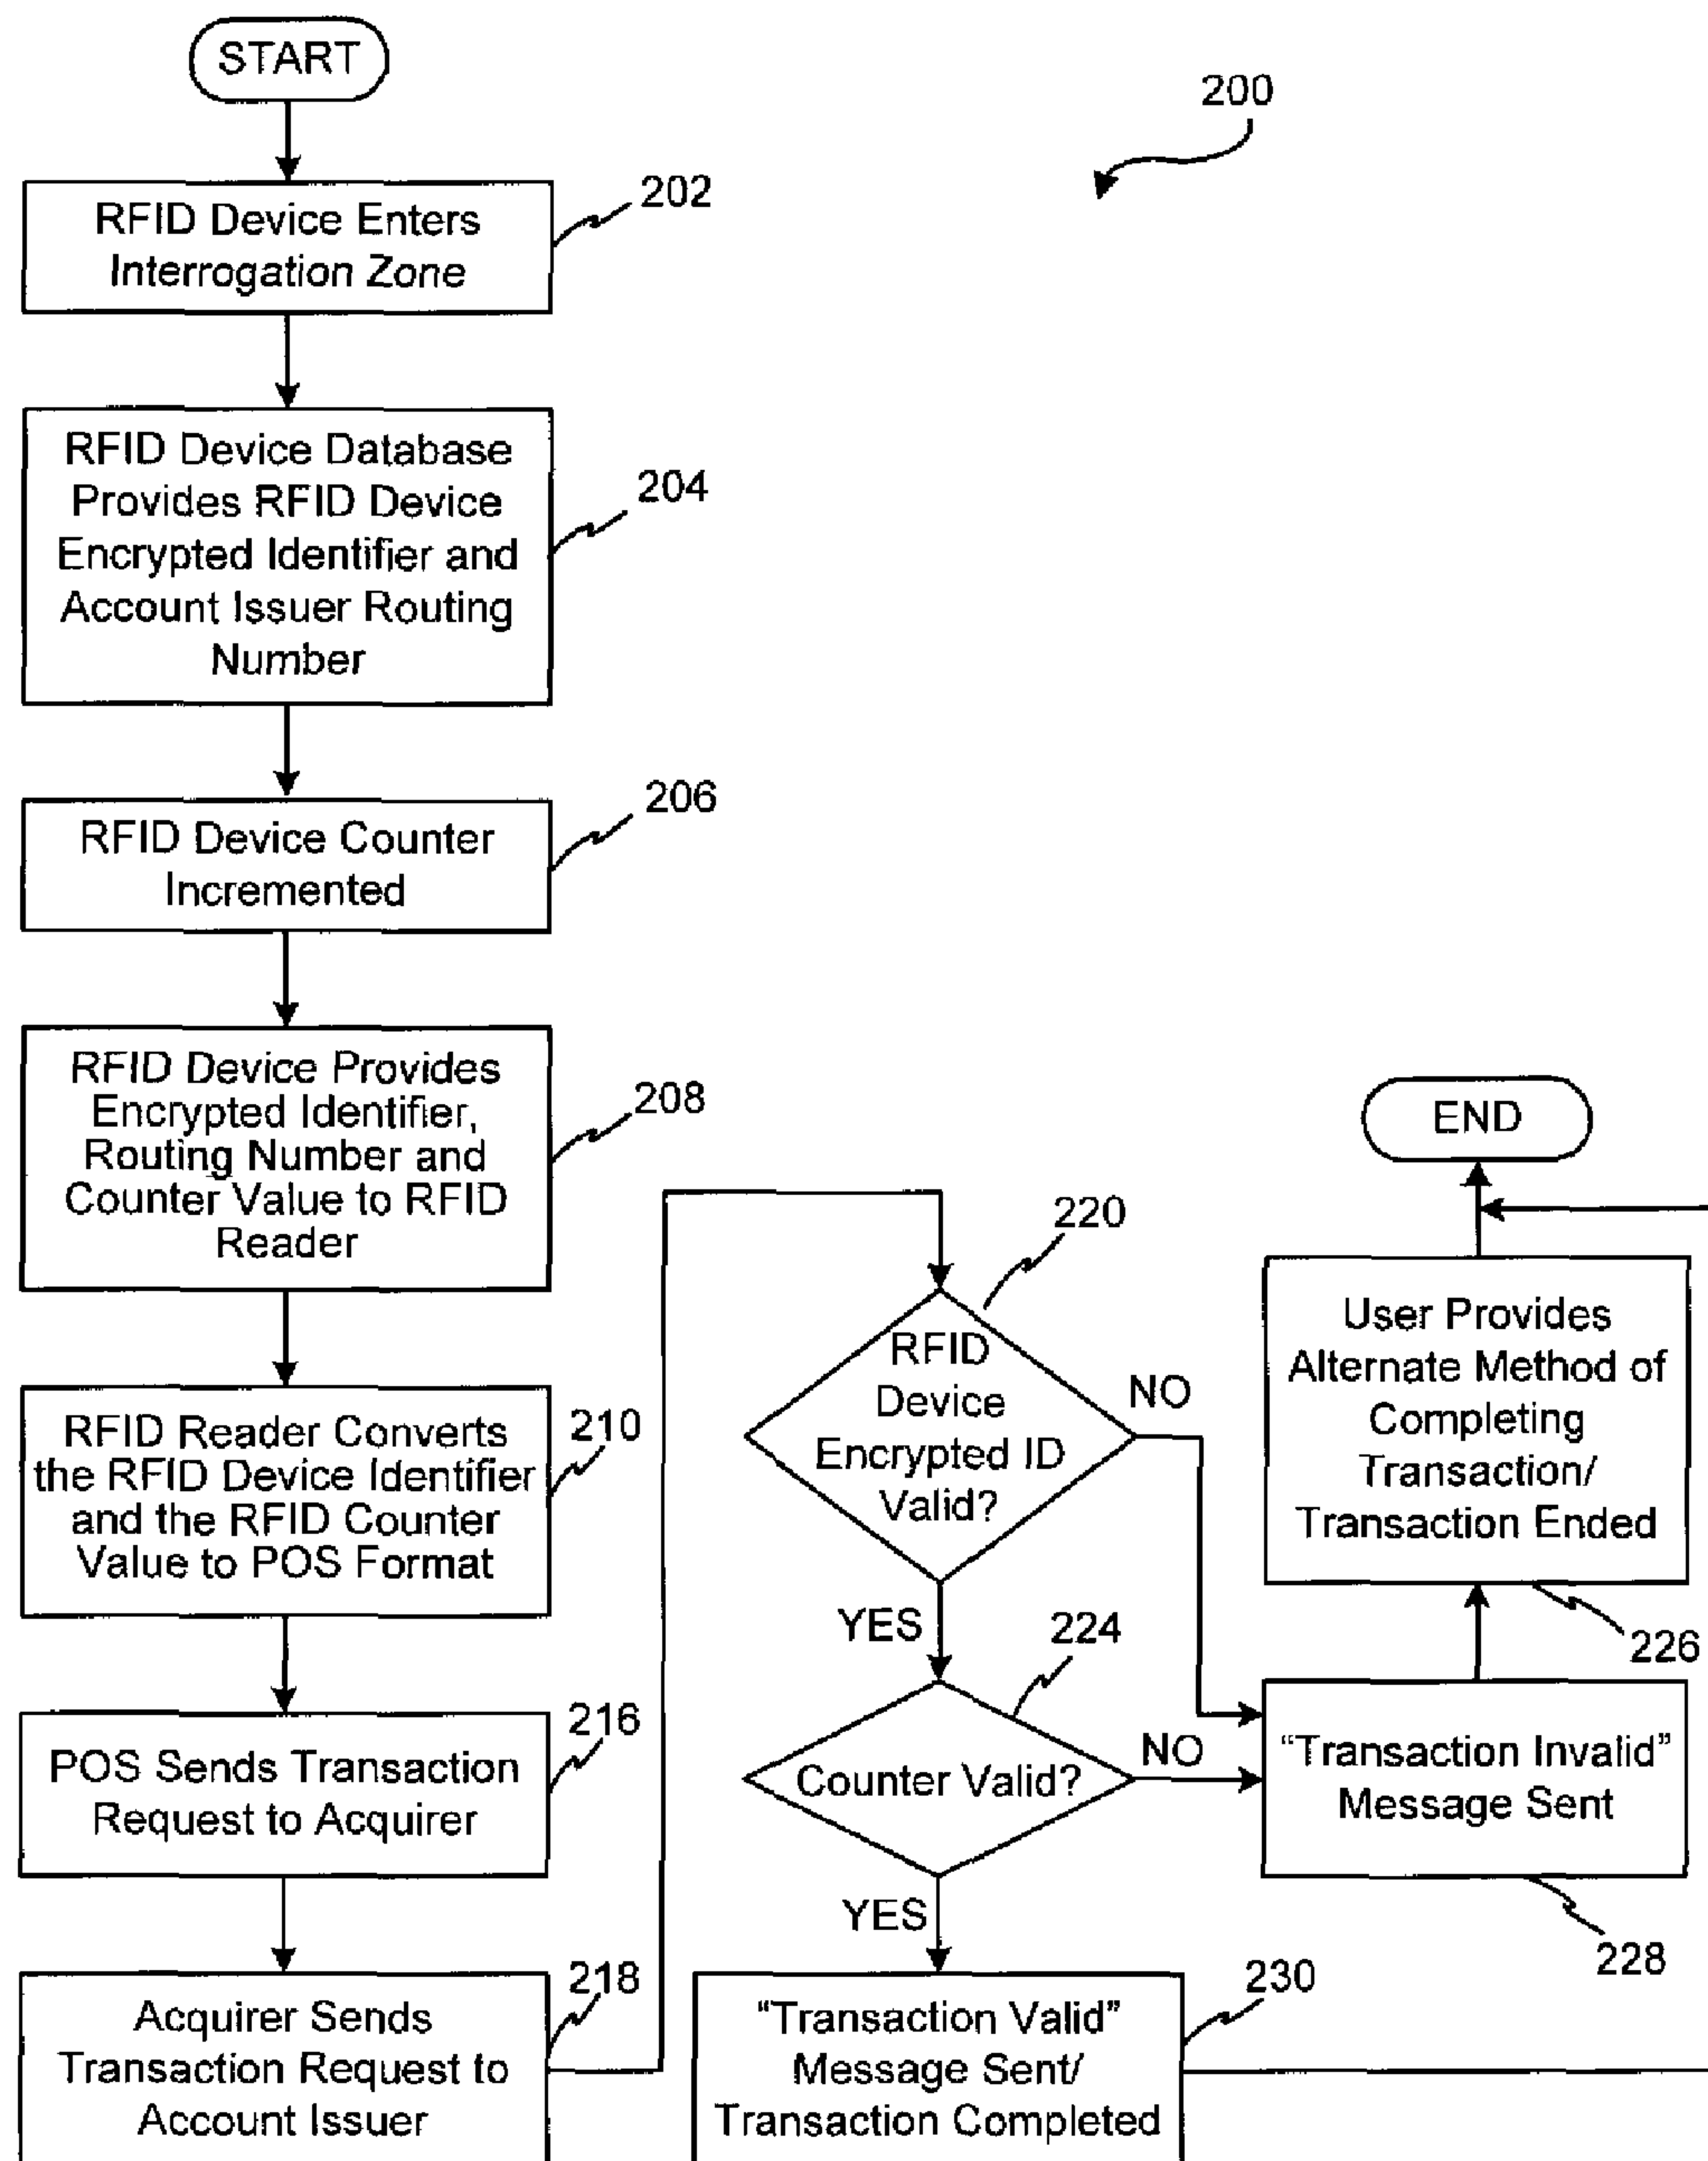 START
200
RFID Device Enters
Interrogation Zone
202
RFID Device Database
Provides RFID Device
Encrypted Identifier and
Account Issuer Routing
Number
204
RFID Device Counter
Incremented
206
RFID Device Provides
Encrypted Identifier,
Routing Number and
Counter Value to RFID
Reader
208
RFID Reader Converts
the RFID Device Identifier
and the RFID Counter
Value to POS Format
210
POS Sends Transaction
Request to Acquirer
216
Acquirer Sends
Transaction Request to
Account Issuer
218
RFID
Device
Encrypted ID
Valid?
220
NO
YES
Counter Valid?
224
NO
YES
“Transaction Valid”
Message Sent/
Transaction Completed
230
END
User Provides
Alternate Method of
Completing
Transaction/
Transaction Ended
226
“Transaction Invalid”
Message Sent
228